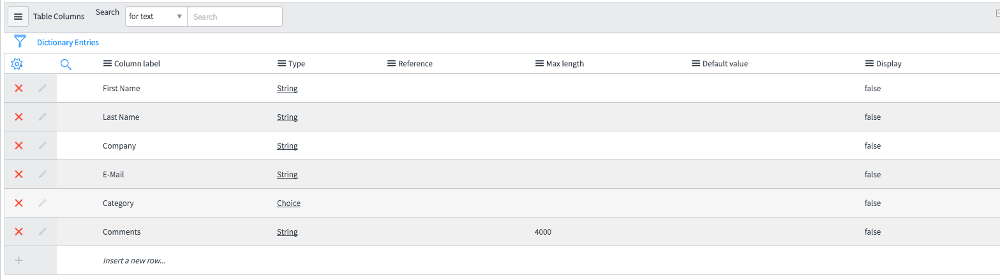 Table Columns Search for text Search
Dictionary Entries
Column label Type Reference Max length Default value Display
First Name String false
Last Name String false
Company String false
E-Mail String false
Category Choice false
Comments String 4000 false
Insert a new row...